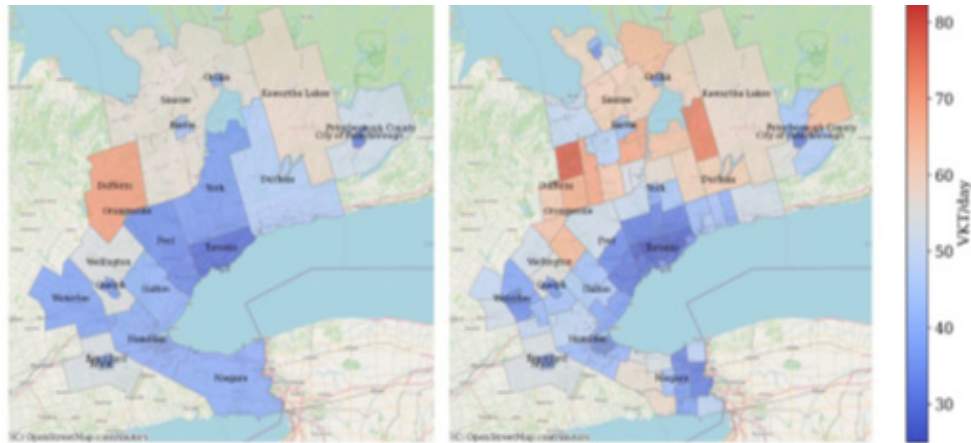 Orillia
Simcoe
Kawartha Lakes
Barrie
Peterborough County
City of Peterborough
Dufferin
York
Durham
Orangeville
Peel
Toronto
Wellington
Guelph
Halton
Waterloo
Hamilton
Brantford
Brant
Niagara
(C) OpenStreetMap contributors
Orillia
Simcoe
Kawartha Lakes
Barrie
Peterborough County
City of Peterborough
Dufferin
York
Durham
Orangeville
Peel
Toronto
Wellington
Guelph
Halton
Waterloo
Hamilton
Brantford
Brant
Niagara
(C) OpenStreetMap contributors
80
70
60
50
40
30
VKT/day